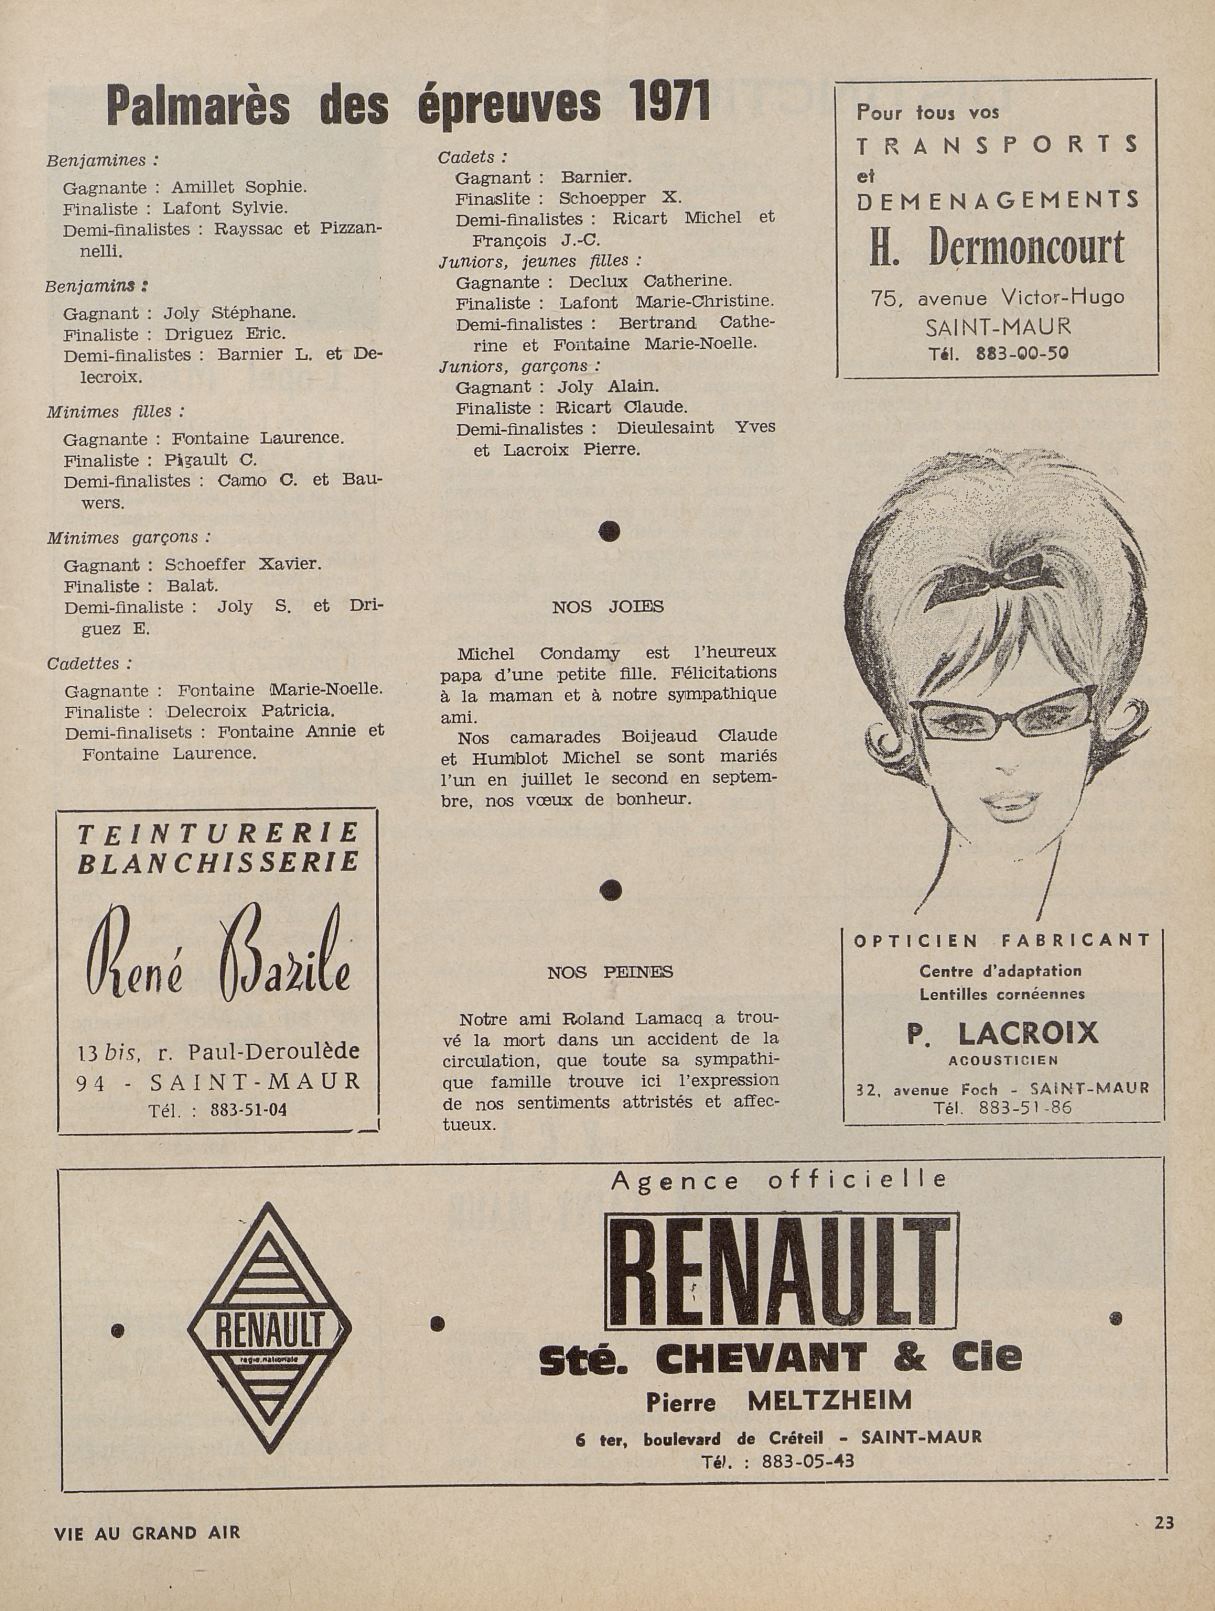 Palmarès des épreuves 1971
Benjamines :
Gagnante : Amillet Sophie.
Finaliste : Lafont Sylvie.
Demi-finalistes : Rayssac et Pizzan-
nelli.
Benjamins :
Gagnant : Joly Stéphane.
Finaliste : Driguez Eric.
Demi-finalistes : Barnier L. et De-
lecroix.
Minimes filles :
Gagnante : Fontaine Laurence.
Finaliste : Pigault C.
Demi-finalistes : Camo C. et Bau-
wers.
Minimes garçons :
Gagnant : Schoeffer Xavier.
Finaliste : Balat.
Demi-finaliste : Joly S. et Dri-
guez E.
Cadettes :
Gagnante : Fontaine Marie-Noelle.
Finaliste : Delecroix Patricia.
Demi-finalisets : Fontaine Annie et
Fontaine Laurence.
TEINTURERIE
BLANCHISSERIE
René Bazile
13 bis, r. Paul-Deroulède
94 - SAINT-MAUR
Tél. : 883-51-04
Cadets :
Gagnant : Barnier.
Finaslite : Schoepper X.
Demi-finalistes : Ricart Michel et
François J.-C.
Juniors, jeunes filles :
Gagnante : Declux Catherine.
Finaliste : Lafont Marie-Christine.
Demi-finalistes : Bertrand Cathe-
rine et Fontaine Marie-Noelle.
Juniors, garçons :
Gagnant : Joly Alain.
Finaliste : Ricart Claude.
Demi-finalistes : Dieulesaint Yves
et Lacroix Pierre.
NOS JOIES
Michel Condamy est l'heureux
papa d'une petite fille. Félicitations
à la maman et à notre sympathique
ami.
Nos camarades Boijeaud Claude
et Humblot Michel se sont mariés
l'un en juillet le second en septem-
bre, nos vœux de bonheur.
NOS PEINES
Notre ami Roland Lamacq a trou-
vé la mort dans un accident de la
circulation, que toute sa sympathi-
que famille trouve ici l'expression
de nos sentiments attristés et affec-
tueux.
Pour tous vos
TRANSPORTS
et
DEMENAGEMENTS
H. Dermoncourt
75, avenue Victor-Hugo
SAINT-MAUR
Tél. 883-00-50
OPTICIEN FABRICANT
Centre d'adaptation
Lentilles cornéennes
P. LACROIX
ACOUSTICIEN
32, avenue Foch - SAINT-MAUR
Tél. 883-51-86
RENAULT
régie nationale
Agence officielle
RENAULT
Sté. CHEVANT & Cie
Pierre MELTZHEIM
6 ter, boulevard de Créteil - SAINT-MAUR
Tél. : 883-05-43
VIE AU GRAND AIR
23